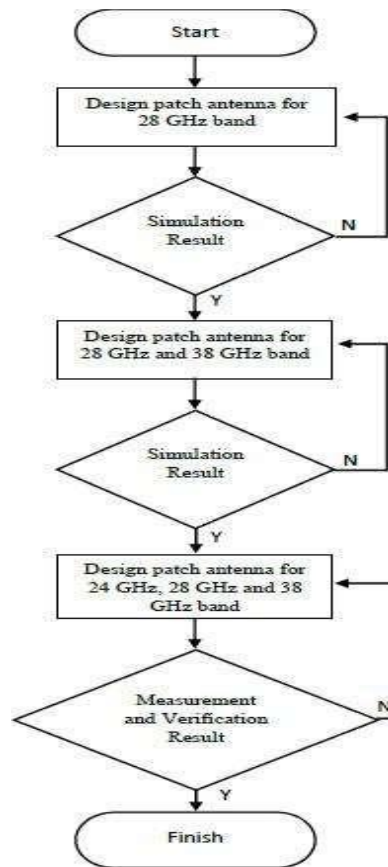 Start
Design patch antenna for
28 GHz band
Simulation
Result
N
Y
Design patch antenna for
28 GHz and 38 GHz band
Simulation
Result
N
Y
Design patch antenna for
24 GHz, 28 GHz and 38
GHz band
Measurement
and Verification
Result
N
Y
Finish